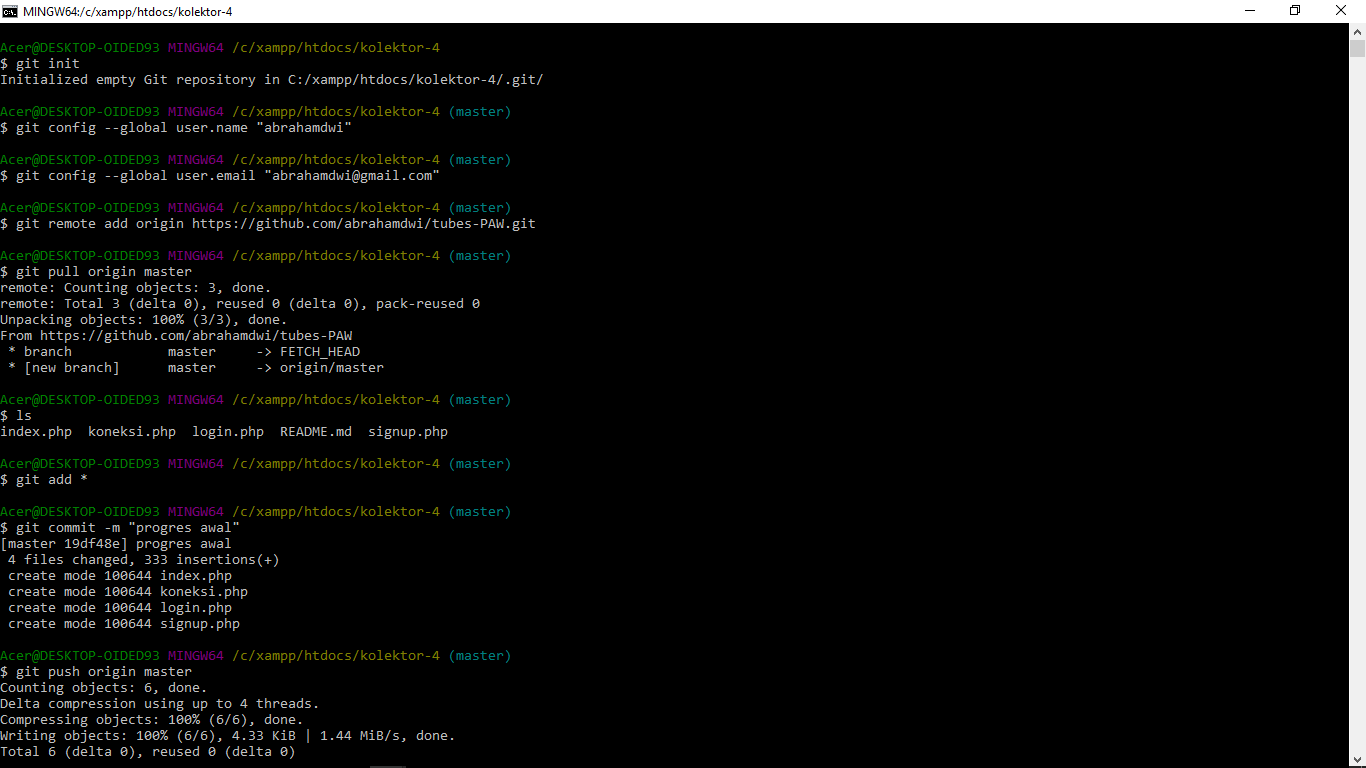 MINGW64:/c/xampp/htdocs/kolektor-4
Acer@DESKTOP-OIDED93 MINGW64 /c/xampp/htdocs/kolektor-4
$ git init
Initialized empty Git repository in C:/xampp/htdocs/kolektor-4/.git/
Acer@DESKTOP-OIDED93 MINGW64 /c/xampp/htdocs/kolektor-4 (master)
$ git config --global user.name "abrahamdwi"
Acer@DESKTOP-OIDED93 MINGW64 /c/xampp/htdocs/kolektor-4 (master)
$ git config --global user.email "abrahamdwi@gmail.com"
Acer@DESKTOP-OIDED93 MINGW64 /c/xampp/htdocs/kolektor-4 (master)
$ git remote add origin https://github.com/abrahamdwi/tubes-PAW.git
Acer@DESKTOP-OIDED93 MINGW64 /c/xampp/htdocs/kolektor-4 (master)
$ git pull origin master
remote: Counting objects: 3, done.
remote: Total 3 (delta 0), reused 0 (delta 0), pack-reused 0
Unpacking objects: 100% (3/3), done.
From https://github.com/abrahamdwi/tubes-PAW
 * branch            master     -> FETCH_HEAD
 * [new branch]      master     -> origin/master
Acer@DESKTOP-OIDED93 MINGW64 /c/xampp/htdocs/kolektor-4 (master)
$ ls
index.php  koneksi.php  login.php  README.md  signup.php
Acer@DESKTOP-OIDED93 MINGW64 /c/xampp/htdocs/kolektor-4 (master)
$ git add *
Acer@DESKTOP-OIDED93 MINGW64 /c/xampp/htdocs/kolektor-4 (master)
$ git commit -m "progres awal"
[master 19df48e] progres awal
 4 files changed, 333 insertions(+)
 create mode 100644 index.php
 create mode 100644 koneksi.php
 create mode 100644 login.php
 create mode 100644 signup.php
Acer@DESKTOP-OIDED93 MINGW64 /c/xampp/htdocs/kolektor-4 (master)
$ git push origin master
Counting objects: 6, done.
Delta compression using up to 4 threads.
Compressing objects: 100% (6/6), done.
Writing objects: 100% (6/6), 4.33 KiB | 1.44 MiB/s, done.
Total 6 (delta 0), reused 0 (delta 0)